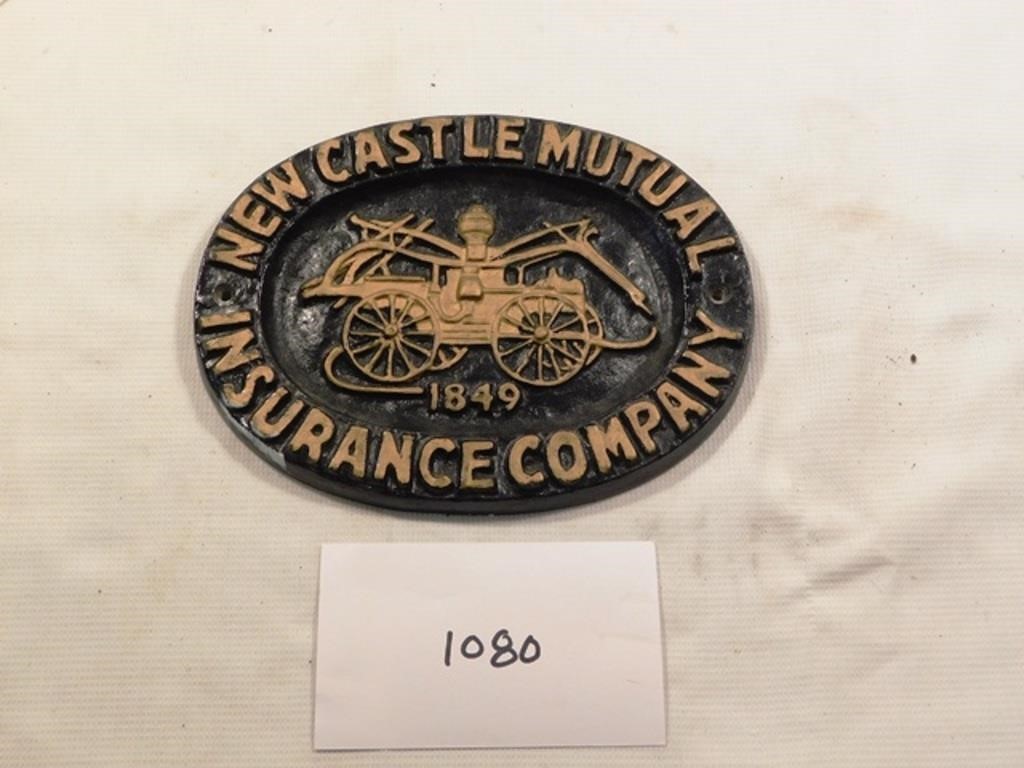 NEW CASTLE MUTUAL
INSURANCE COMPANY
1849
1080